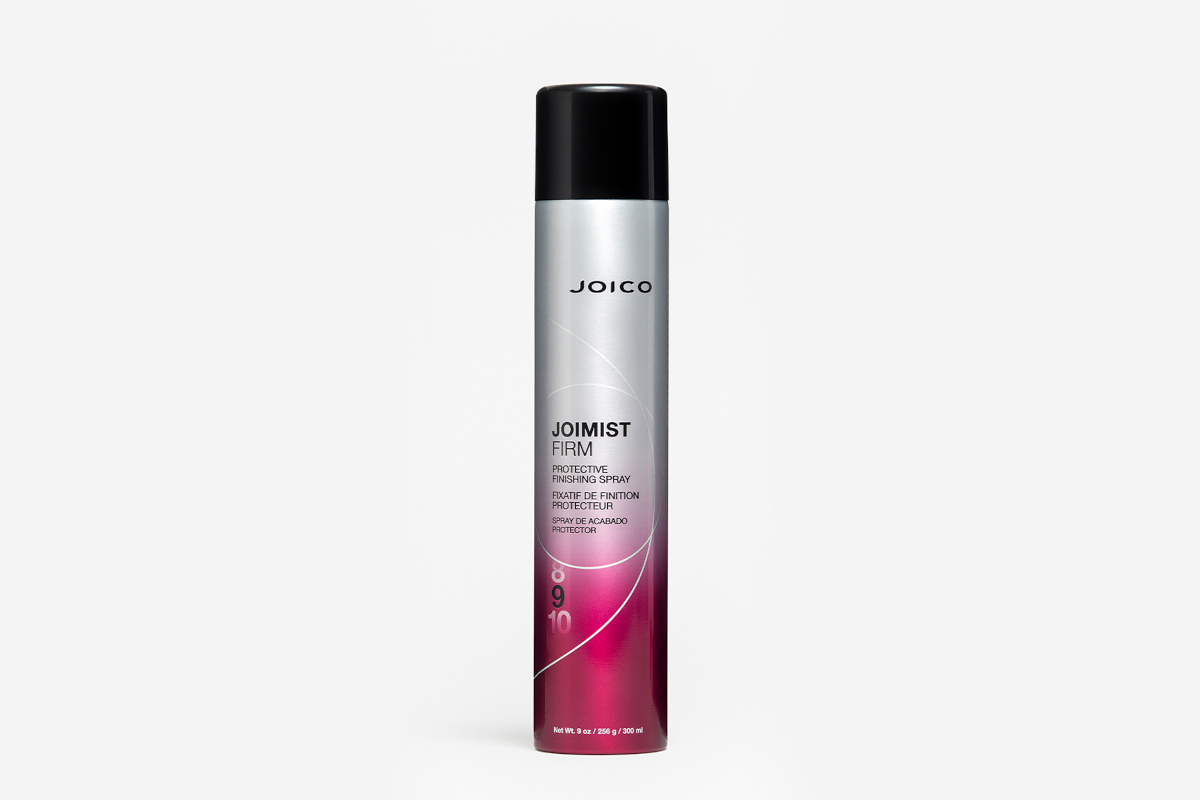 JOICO
JOIMIST
FIRM
PROTECTIVE
FINISHING SPRAY
FIXATIF DE FINITION
PROTECTEUR
SPRAY DE ACABADO
PROTECTOR
8
9
10
Net Wt. 9 oz / 256 g / 300 ml